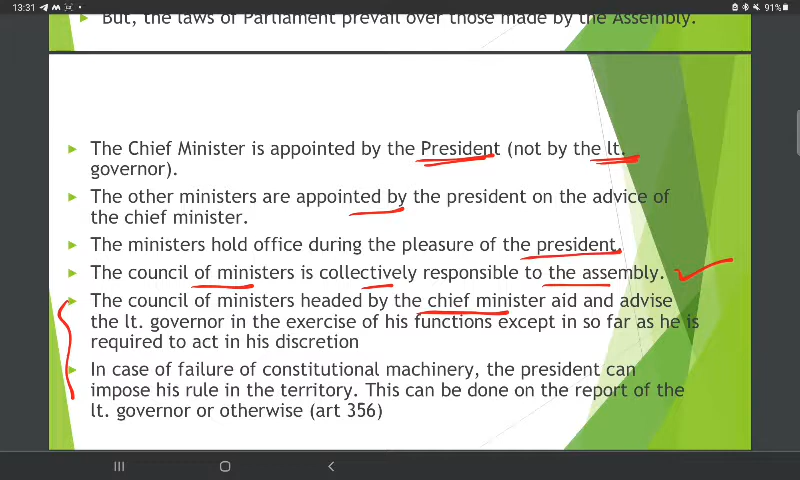 13:31
91%
But, the laws of Parliament prevail over those made by the Assembly.
The Chief Minister is appointed by the President (not by the lt.
governor).
The other ministers are appointed by the president on the advice of
the chief minister.
The ministers hold office during the pleasure of the president.
The council of ministers is collectively responsible to the assembly.
The council of ministers headed by the chief minister aid and advise
the lt. governor in the exercise of his functions except in so far as he is
required to act in his discretion
In case of failure of constitutional machinery, the president can
impose his rule in the territory. This can be done on the report of the
lt. governor or otherwise (art 356)